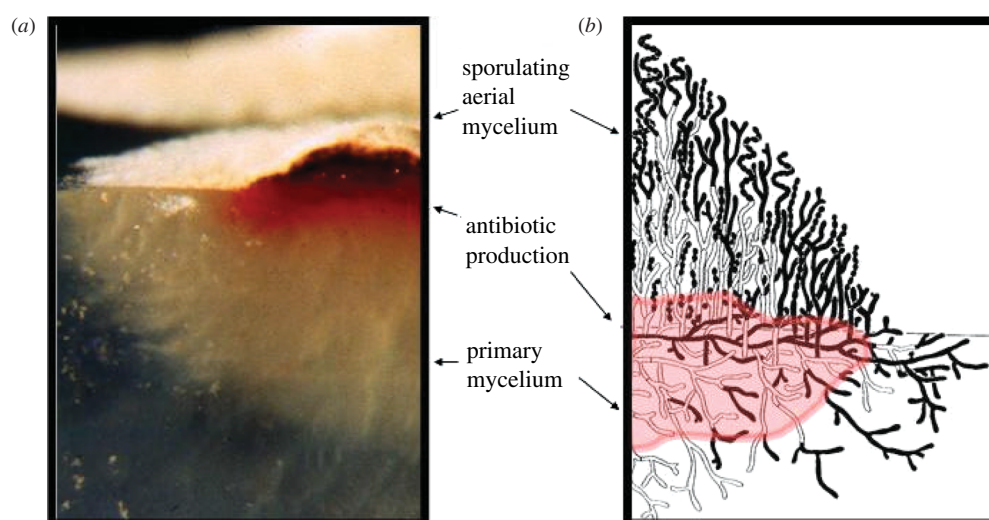 (a)
(b)
sporulating
aerial
mycelium
antibiotic
production
primary
mycelium